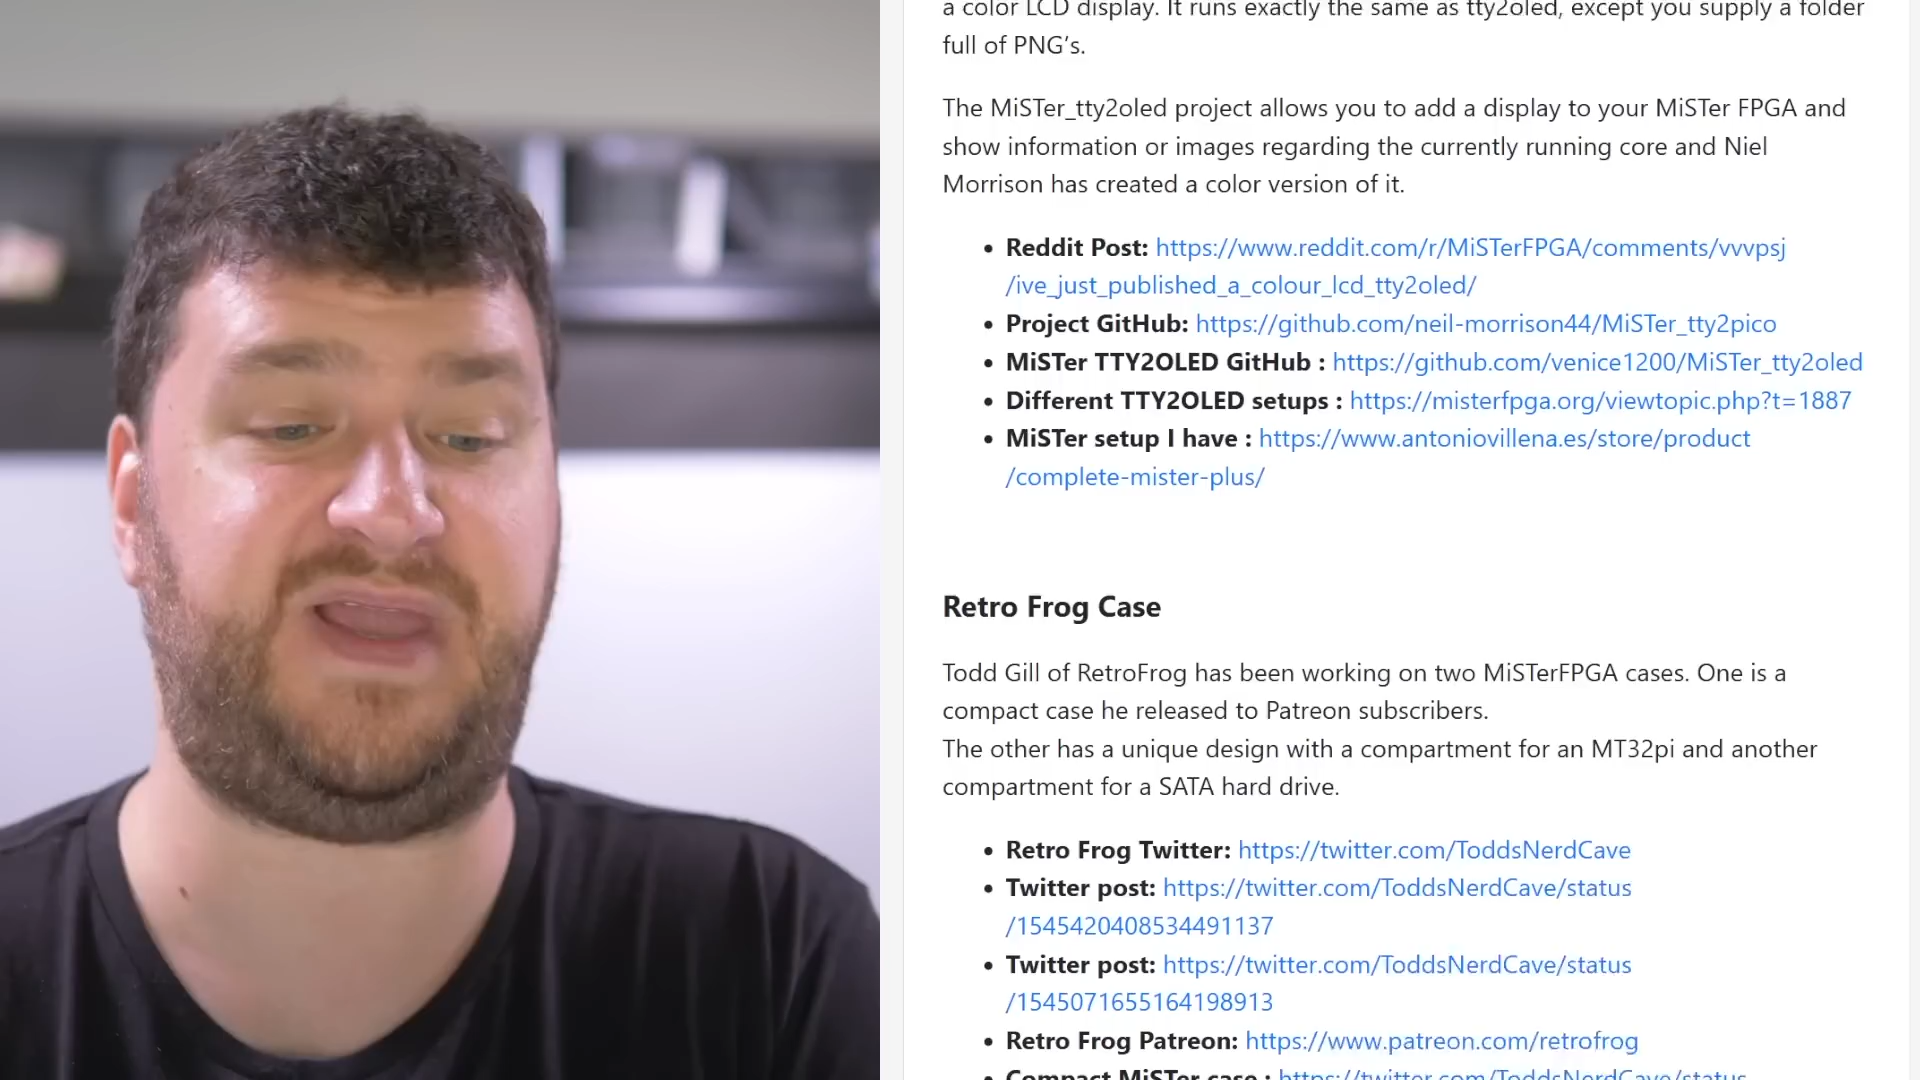 a color LCD display. It runs exactly the same as tty2oled, except you supply a folder
full of PNG’s.
The MiSTer_tty2oled project allows you to add a display to your MiSTer FPGA and
show information or images regarding the currently running core and Niel
Morrison has created a color version of it.
• Reddit Post: https://www.reddit.com/r/MiSTerFPGA/comments/vvvpsj
/ive_just_published_a_colour_lcd_tty2oled/
• Project GitHub: https://github.com/neil-morrison44/MiSTer_tty2pico
• MiSTer TTY2OLED GitHub : https://github.com/venice1200/MiSTer_tty2oled
• Different TTY2OLED setups : https://misterfpga.org/viewtopic.php?t=1887
• MiSTer setup I have : https://www.antoniovillena.es/store/product
/complete-mister-plus/
Retro Frog Case
Todd Gill of RetroFrog has been working on two MiSTerFPGA cases. One is a
compact case he released to Patreon subscribers.
The other has a unique design with a compartment for an MT32pi and another
compartment for a SATA hard drive.
• Retro Frog Twitter: https://twitter.com/ToddsNerdCave
• Twitter post: https://twitter.com/ToddsNerdCave/status
/1545420408534491137
• Twitter post: https://twitter.com/ToddsNerdCave/status
/1545071655164198913
• Retro Frog Patreon: https://www.patreon.com/retrofrog
• Compact MiSTer case : https://twitter.com/ToddsNerdCave/status